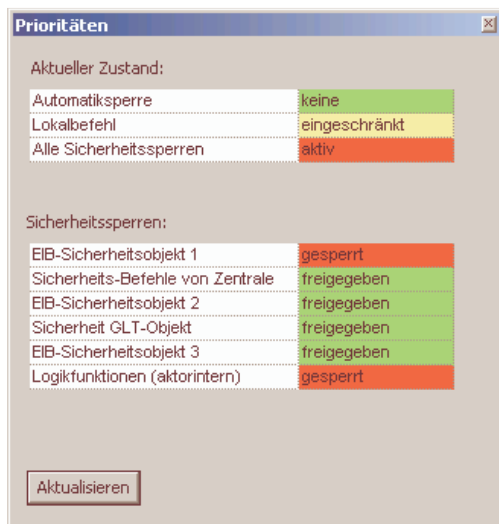 Prioritäten
Aktueller Zustand:
Automatiksperre keine
Lokalbefehl eingeschränkt
Alle Sicherheitssperren aktiv
Sicherheitssperren:
EIB-Sicherheitsobjekt 1 gesperrt
Sicherheits-Befehle von Zentrale freigegeben
EIB-Sicherheitsobjekt 2 freigegeben
Sicherheit GLT-Objekt freigegeben
EIB-Sicherheitsobjekt 3 freigegeben
Logikfunktionen (aktorintern) gesperrt
Aktualisieren